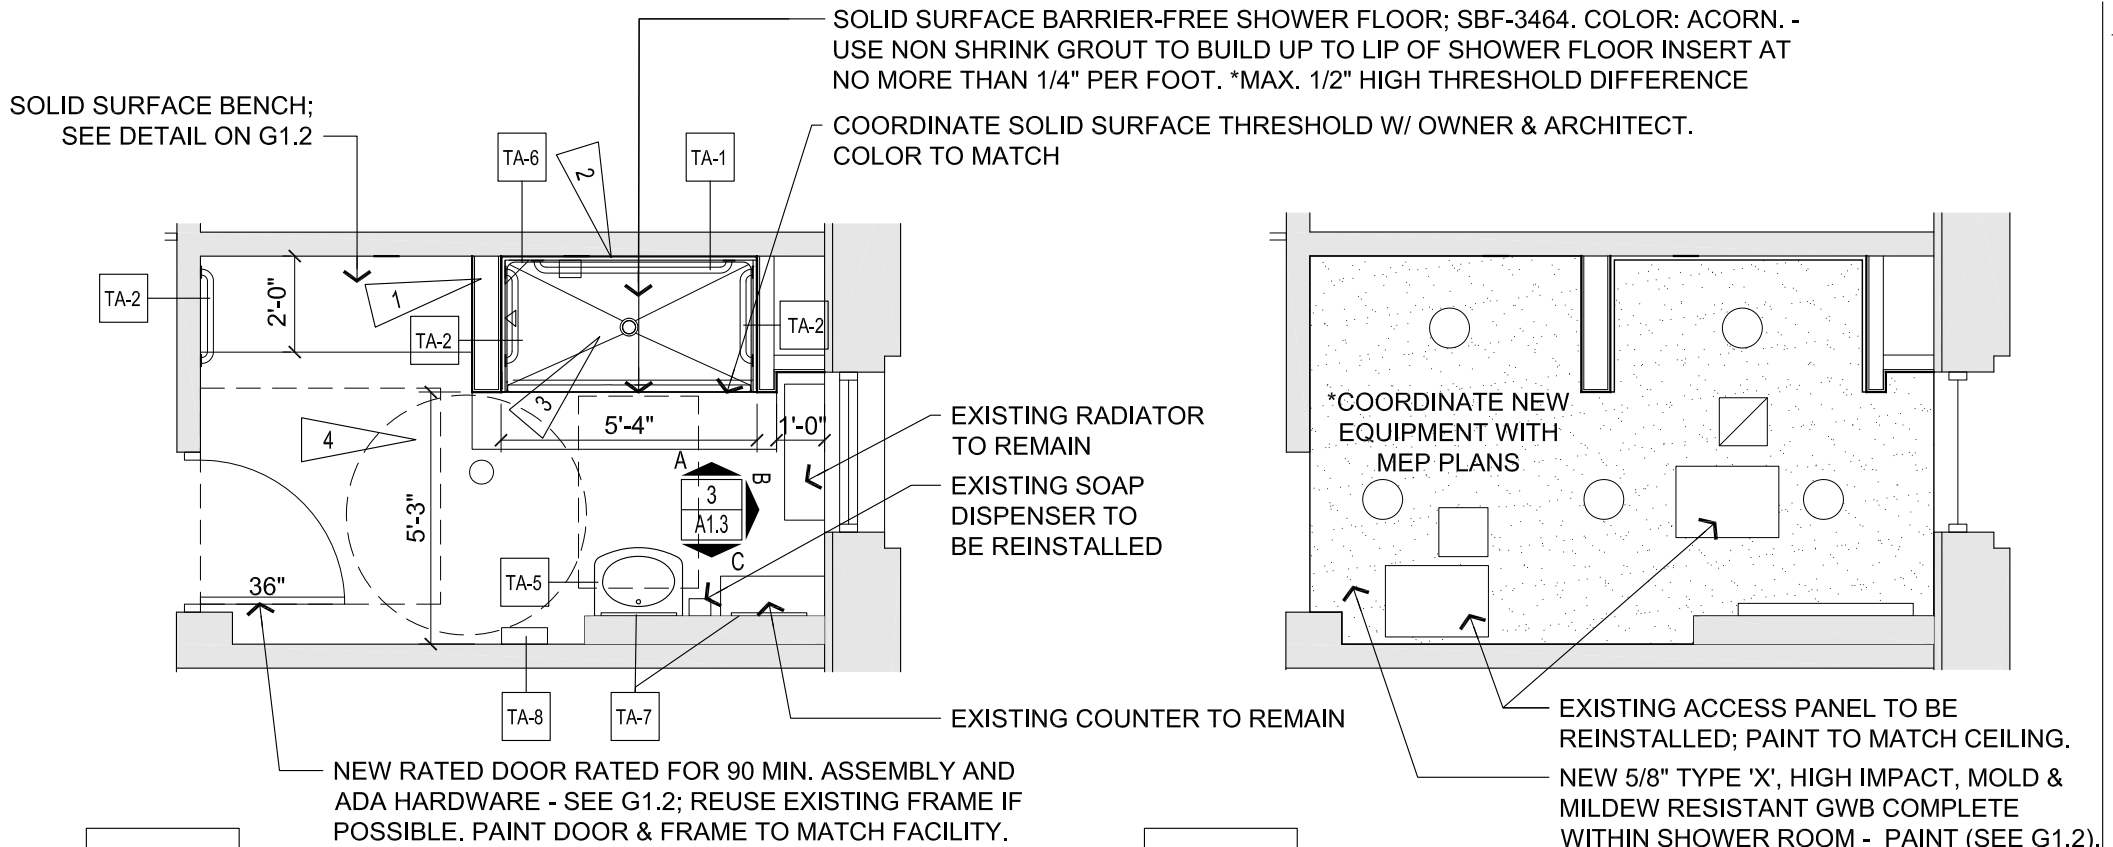 SOLID SURFACE BARRIER-FREE SHOWER FLOOR; SBF-3464. COLOR: ACORN. -
USE NON SHRINK GROUT TO BUILD UP TO LIP OF SHOWER FLOOR INSERT AT
NO MORE THAN 1/4" PER FOOT. *MAX. 1/2" HIGH THRESHOLD DIFFERENCE
SOLID SURFACE BENCH;
SEE DETAIL ON G1.2
COORDINATE SOLID SURFACE THRESHOLD W/ OWNER & ARCHITECT.
COLOR TO MATCH
TA-6
2
TA-1
TA-2
2'-0"
1
TA-2
TA-2
3
4
5'-4"
1'-0"
EXISTING RADIATOR
TO REMAIN
A
B
3
A1.3
C
5'-3"
EXISTING SOAP
DISPENSER TO
BE REINSTALLED
36"
TA-5
TA-8
TA-7
EXISTING COUNTER TO REMAIN
NEW RATED DOOR RATED FOR 90 MIN. ASSEMBLY AND
ADA HARDWARE - SEE G1.2; REUSE EXISTING FRAME IF
POSSIBLE. PAINT DOOR & FRAME TO MATCH FACILITY.
*COORDINATE NEW
EQUIPMENT WITH
MEP PLANS
EXISTING ACCESS PANEL TO BE
REINSTALLED; PAINT TO MATCH CEILING.
NEW 5/8" TYPE 'X', HIGH IMPACT, MOLD &
MILDEW RESISTANT GWB COMPLETE
WITHIN SHOWER ROOM - PAINT (SEE G1.2).